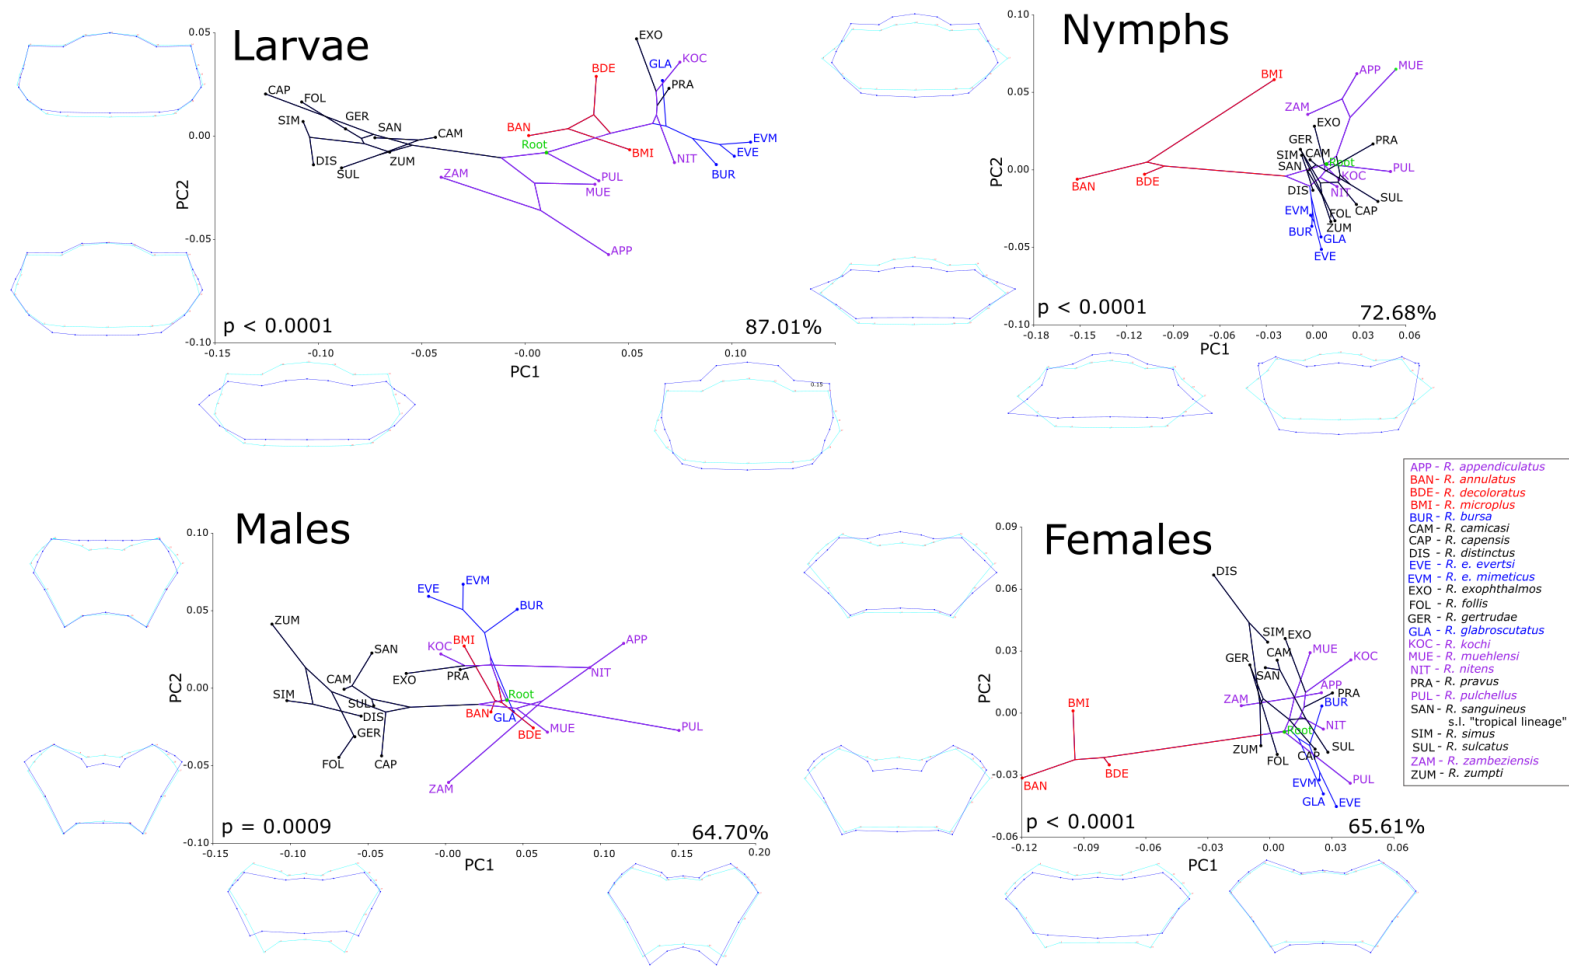 Larvae
0.05
0.00
-0.05
-0.10
PC2
CAP
FOL
SIM
GER
SAN
CAM
DIS
SUL
ZUM
EXO
KOC
GLA
PRA
BDE
BAN
BMI
Root
NIT
EVM
EVE
BUR
ZAM
PUL
MUE
APP
p < 0.0001
87.01%
-0.15
-0.10
-0.05
-0.00
0.05
0.10
0.15
PC1
Nymphs
0.10
0.05
0.00
-0.05
-0.10
PC2
BMI
APP
MUE
ZAM
EXO
GER
PRA
SIM
CAM
Root
SAN
PUL
KOC
BAN
BDE
DIS
NIT
SUL
EVM
FOL
CAP
BUR
ZUM
GLA
EVE
p < 0.0001
72.68%
-0.18
-0.15
-0.12
-0.09
-0.06
-0.03
0.00
0.03
0.06
PC1
Males
0.10
0.05
0.00
-0.05
-0.10
PC2
EVE
EVM
BUR
ZUM
SAN
KOC
BMI
APP
CAM
EXO
PRA
NIT
SIM
SUL
DIS
Root
BAN
GLA
GER
BDE
MUE
PUL
FOL
CAP
ZAM
p = 0.0009
64.70%
-0.15
-0.10
-0.05
-0.00
0.05
0.10
0.15
0.20
PC1
Females
0.09
0.06
0.03
0.00
-0.03
-0.06
PC2
DIS
SIM
EXO
MUE
GER
CAM
KOC
SAN
APP
PRA
BMI
ZAM
BUR
NIT
Root
ZUM
FOL
CAP
SUL
BAN
BDE
EVM
PUL
GLA
EVE
p < 0.0001
65.61%
-0.12
-0.09
-0.06
-0.03
0.00
0.03
0.06
PC1
APP - R. appendiculatus
BAN - R. annulatus
BDE - R. decoloratus
BMI - R. microplus
BUR - R. bursa
CAM - R. camicasi
CAP - R. capensis
DIS - R. distinctus
EVE - R. e. evertsi
EVM - R. e. mimeticus
EXO - R. exophthalmos
FOL - R. follis
GER - R. gertrudae
GLA - R. glabroscutatus
KOC - R. kochi
MUE - R. muehlensi
NIT - R. nitens
PRA - R. pravus
PUL - R. pulchellus
SAN - R. sanguineus
s.l. "tropical lineage"
SIM - R. simus
SUL - R. sulcatus
ZAM - R. zambeziensis
ZUM - R. zumpti